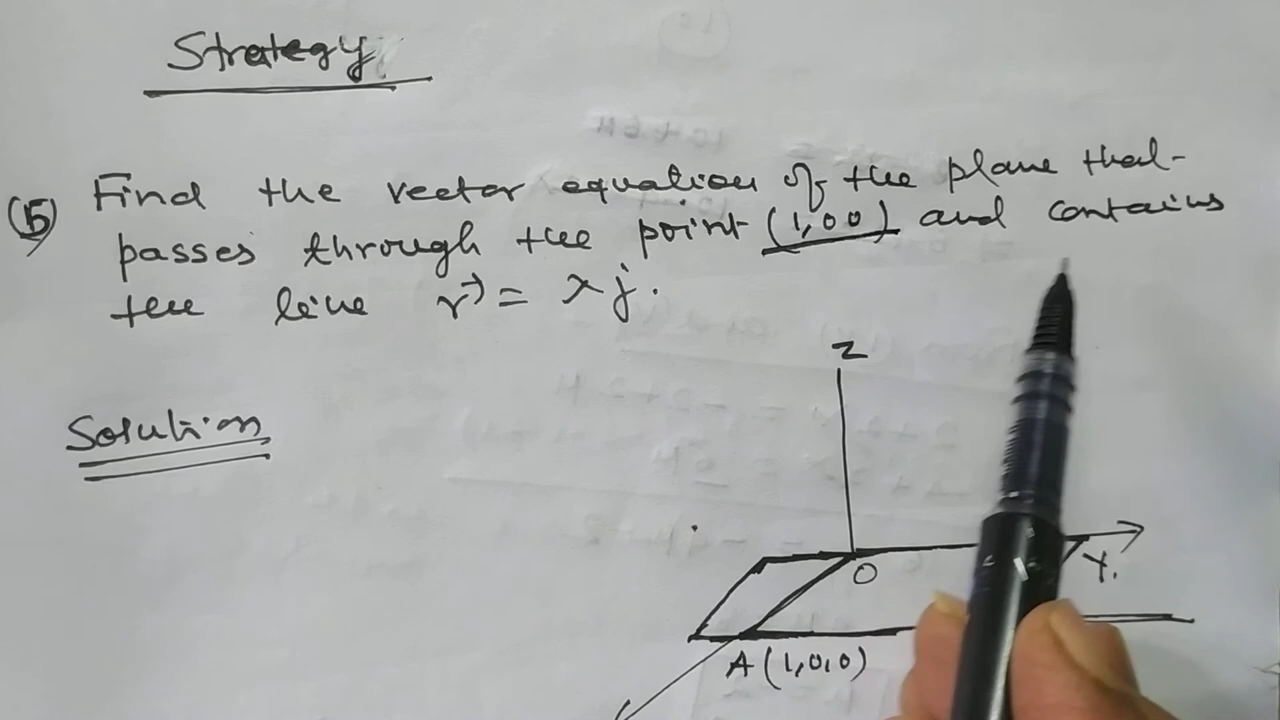 Strategy
(5) Find the vector equation of the plane that
passes through the point (1,0 0) and contains
the line r→ = λj.
Solution
Z
O
Y.
A(1,0,0)